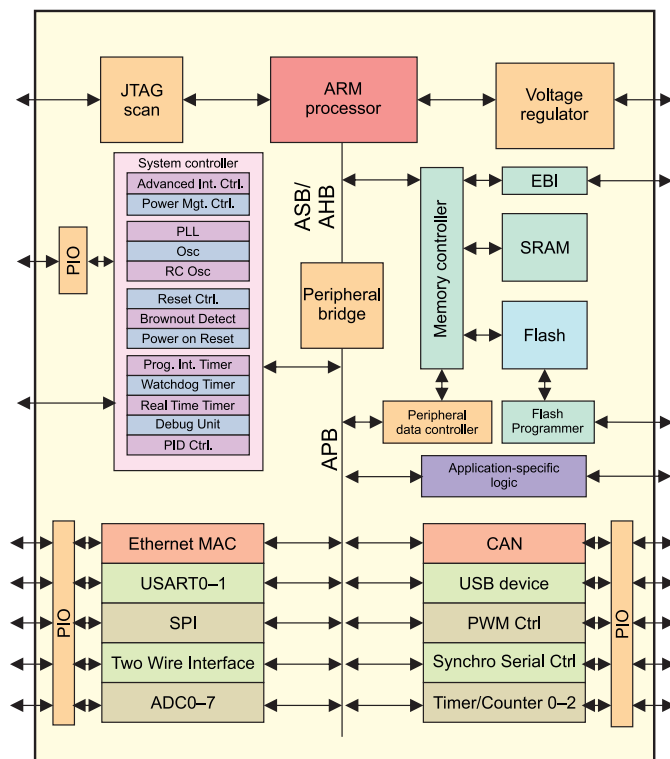 JTAG
scan
ARM
processor
Voltage
regulator
System controller
Advanced Int. Ctrl.
Power Mgt. Ctrl.
PLL
Osc
RC Osc
Reset Ctrl.
Brownout Detect
Power on Reset
Prog. Int. Timer
Watchdog Timer
Real Time Timer
Debug Unit
PID Ctrl.
PIO
ASB/
AHB
Peripheral
bridge
APB
Memory controller
EBI
SRAM
Flash
Peripheral
data controller
Flash
Programmer
Application-specific
logic
PIO
Ethernet MAC
USART0–1
SPI
Two Wire Interface
ADC0–7
CAN
USB device
PWM Ctrl
Synchro Serial Ctrl
Timer/Counter 0–2
PIO